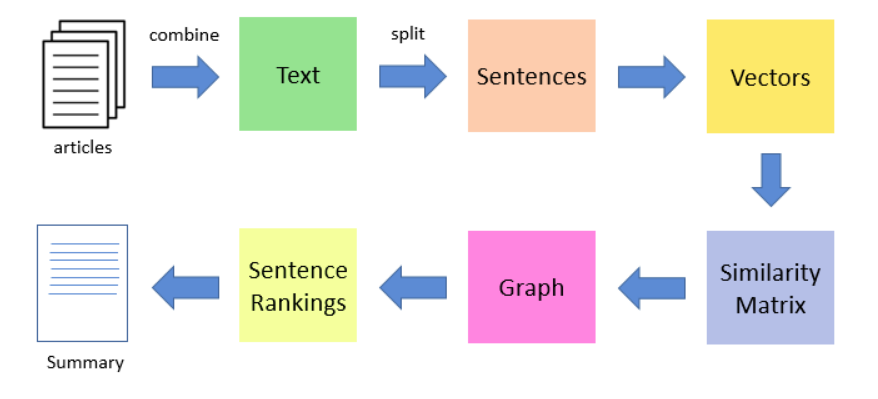 combine
split
Text
Sentences
Vectors
articles
Similarity
Matrix
Graph
Sentence
Rankings
Summary